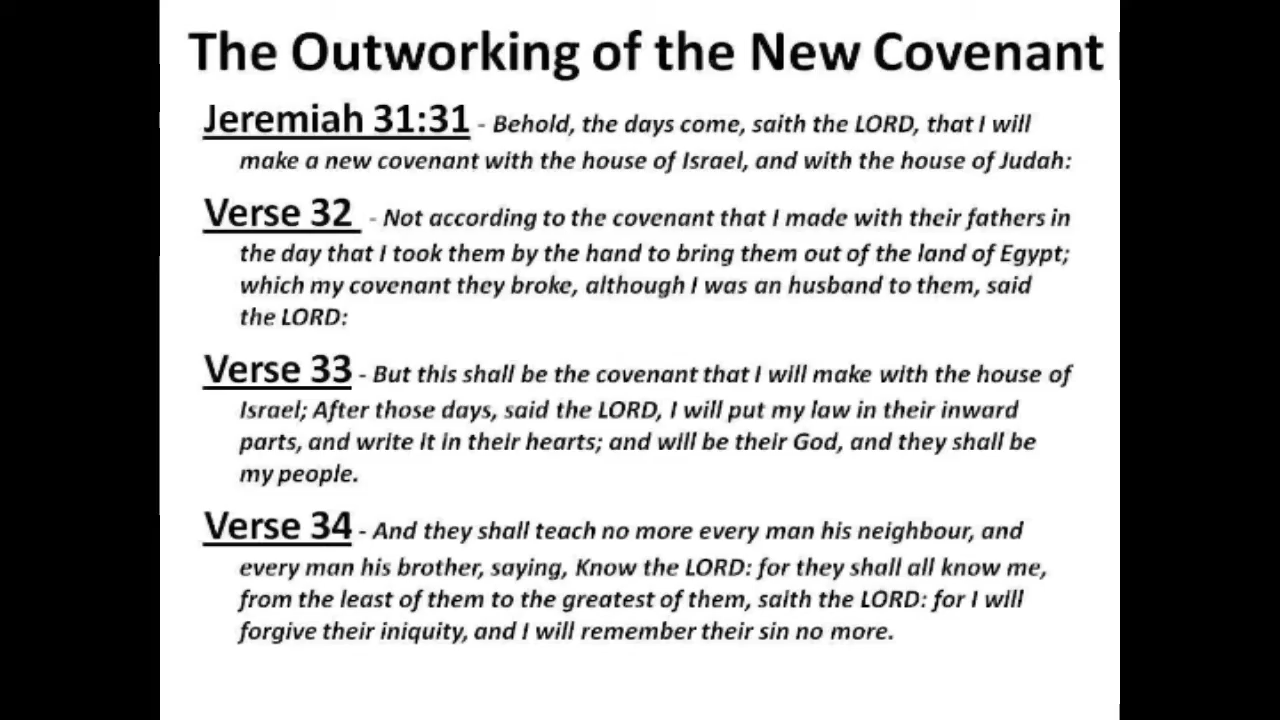 The Outworking of the New Covenant
Jeremiah 31:31 - Behold, the days come, saith the LORD, that I will
make a new covenant with the house of Israel, and with the house of Judah:
Verse 32 - Not according to the covenant that I made with their fathers in
the day that I took them by the hand to bring them out of the land of Egypt;
which my covenant they broke, although I was an husband to them, said
the LORD:
Verse 33 - But this shall be the covenant that I will make with the house of
Israel; After those days, said the LORD, I will put my law in their inward
parts, and write it in their hearts; and will be their God, and they shall be
my people.
Verse 34 - And they shall teach no more every man his neighbour, and
every man his brother, saying, Know the LORD: for they shall all know me,
from the least of them to the greatest of them, saith the LORD: for I will
forgive their iniquity, and I will remember their sin no more.